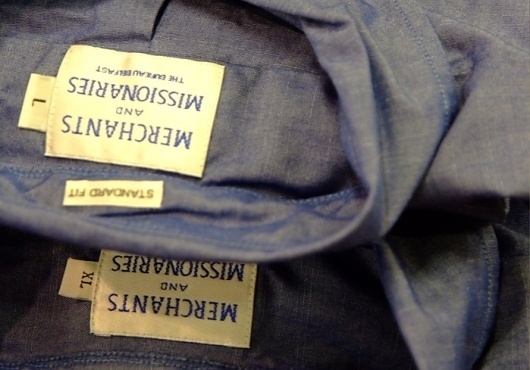 MERCHANTS
AND
MISSIONARIES
THE BUREAU BELFAST
L
STANDARD FIT
MERCHANTS
AND
MISSIONARIES
XL